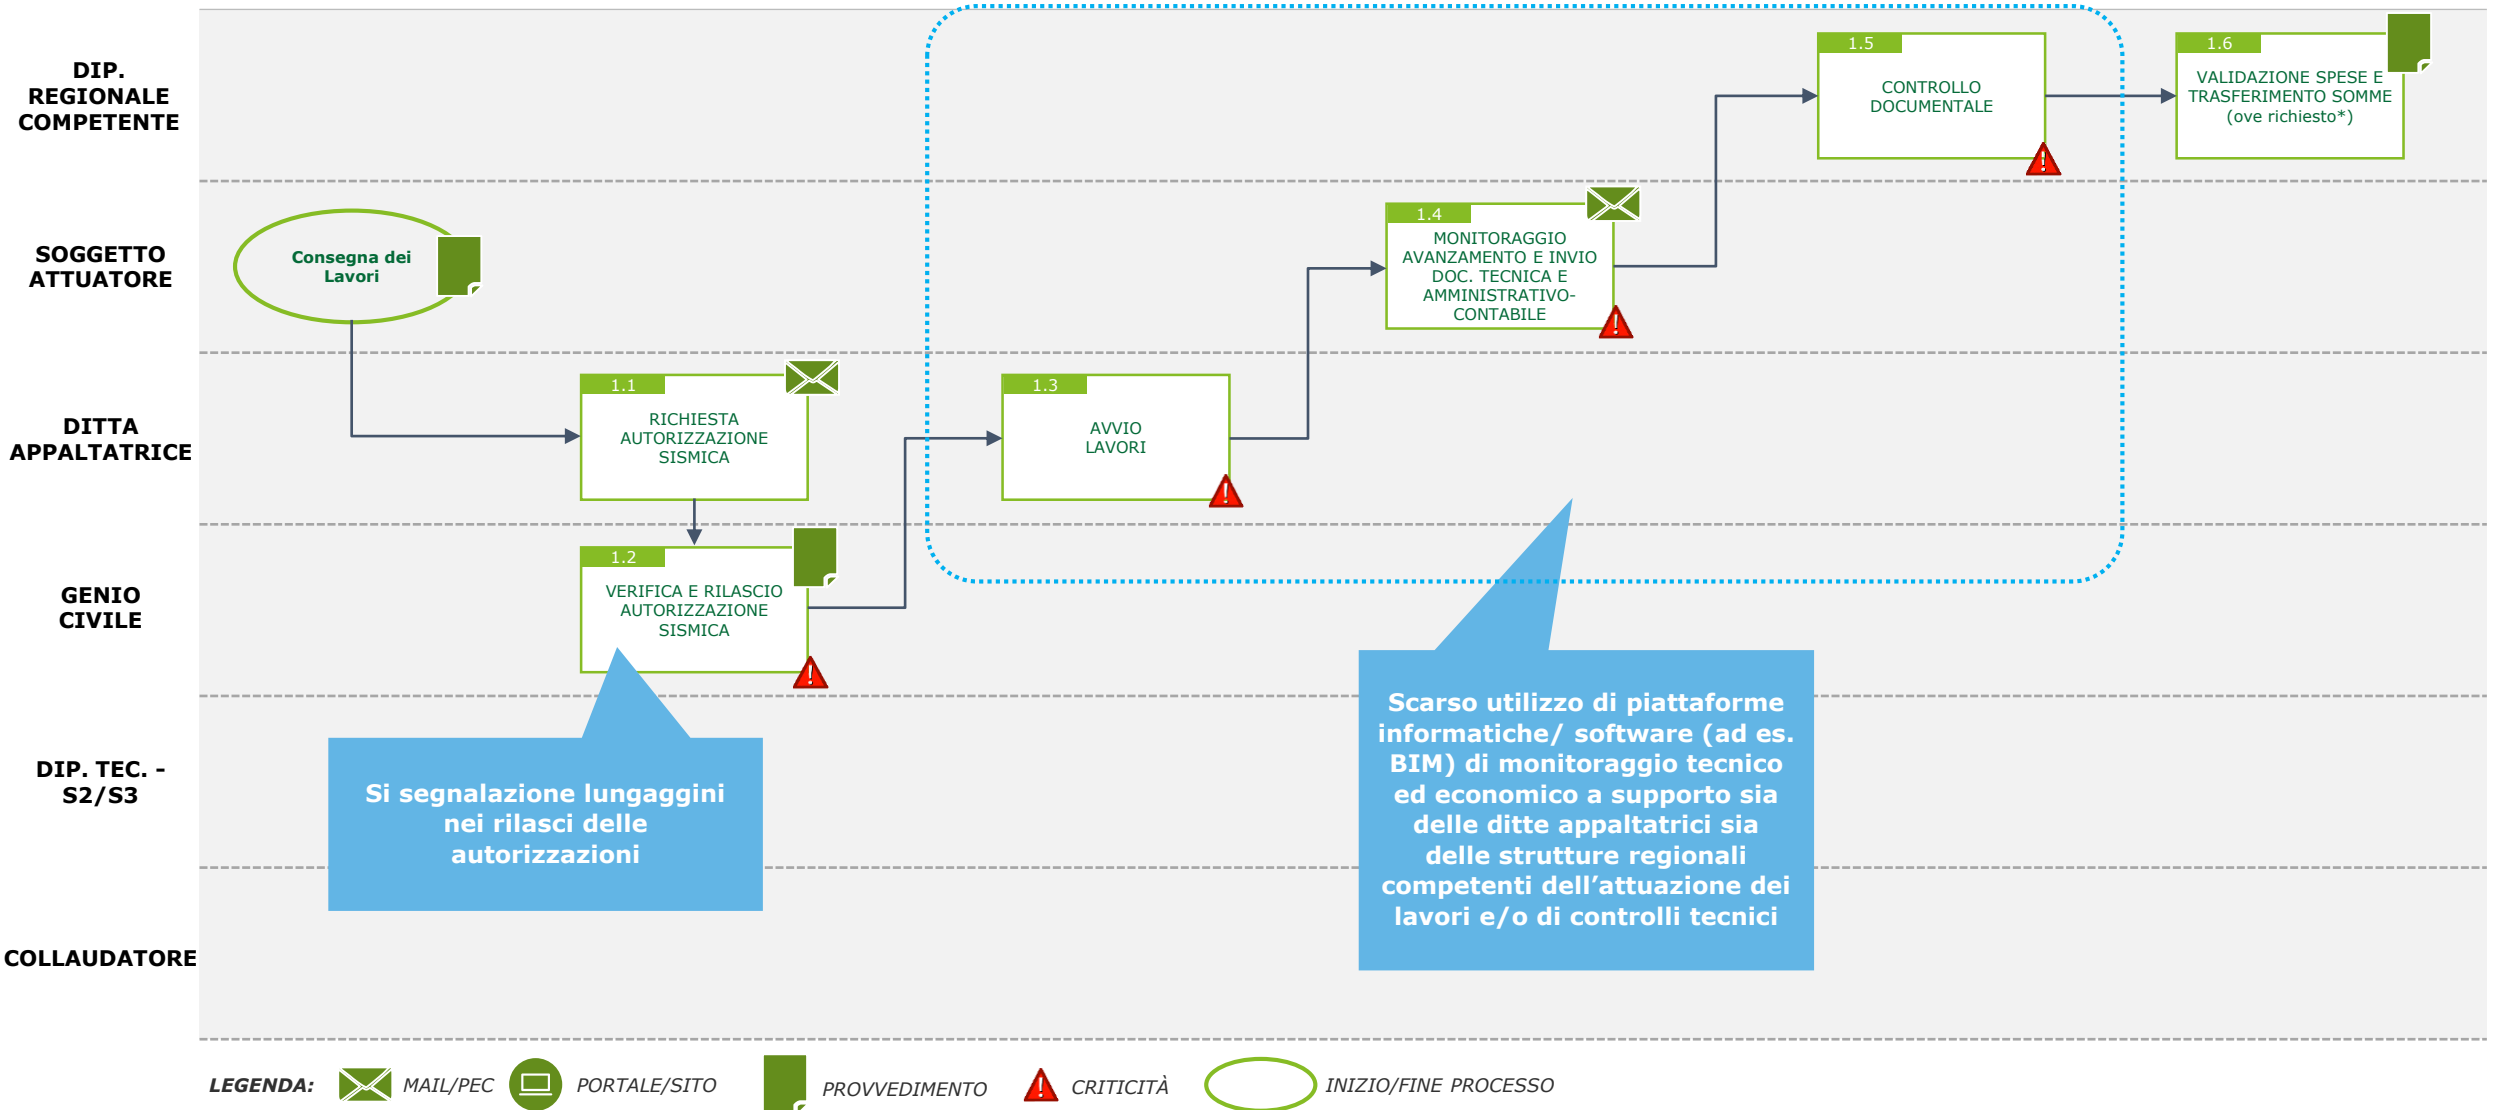 DIP.
REGIONALE
COMPETENTE
1.5
CONTROLLO
DOCUMENTALE
1.6
VALIDAZIONE SPESE E
TRASFERIMENTO SOMME
(ove richiesto*)
SOGGETTO
ATTUATORE
Consegna dei
Lavori
1.4
MONITORAGGIO
AVANZAMENTO E INVIO
DOC. TECNICA E
AMMINISTRATIVO-
CONTABILE
DITTA
APPALTATRICE
1.1
RICHIESTA
AUTORIZZAZIONE
SISMICA
1.3
AVVIO
LAVORI
GENIO
CIVILE
1.2
VERIFICA E RILASCIO
AUTORIZZAZIONE
SISMICA
DIP. TEC. -
S2/S3
Si segnalazione lungaggini
nei rilasci delle
autorizzazioni
Scarso utilizzo di piattaforme
informatiche/ software (ad es.
BIM) di monitoraggio tecnico
ed economico a supporto sia
delle ditte appaltatrici sia
delle strutture regionali
competenti dell’attuazione dei
lavori e/o di controlli tecnici
COLLAUDATORE
LEGENDA:
MAIL/PEC
PORTALE/SITO
PROVVEDIMENTO
CRITICITÀ
INIZIO/FINE PROCESSO